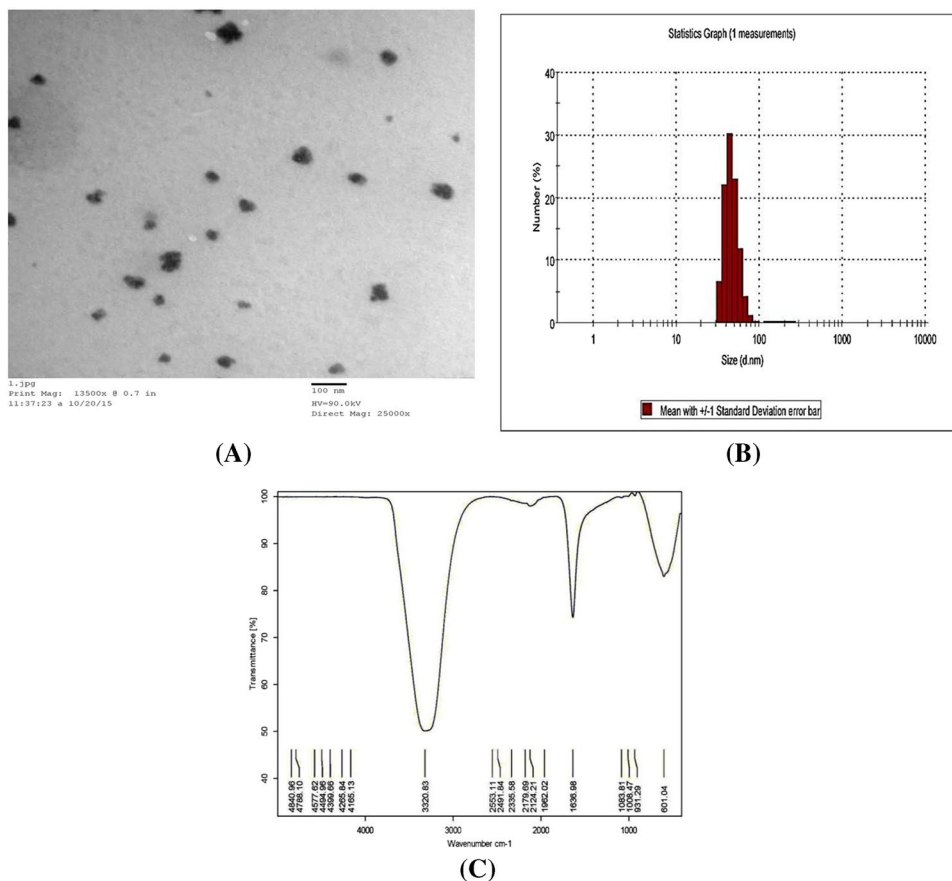 1.jpg
Print Mag: 13500x @ 0.7 in
11:37:23 a 10/20/15
100 nm
HV=90.0kV
Direct Mag: 25000x
(A)
Statistics Graph (1 measurements)
Number (%)
40
30
20
10
0
1 10 100 1000 10000
Size (d.nm)
Mean with +/-1 Standard Deviation error bar
(B)
Transmittance [%]
100
90
80
70
60
50
40
4840.96 4788.10 4577.62 4494.96 4399.66 4265.84 4165.13 3320.83 2553.11 2491.84 2335.58 2179.69 2124.21 1962.02 1636.98 1083.81 1008.47 931.29 601.04
4000 3000 2000 1000
Wavenumber cm-1
(C)